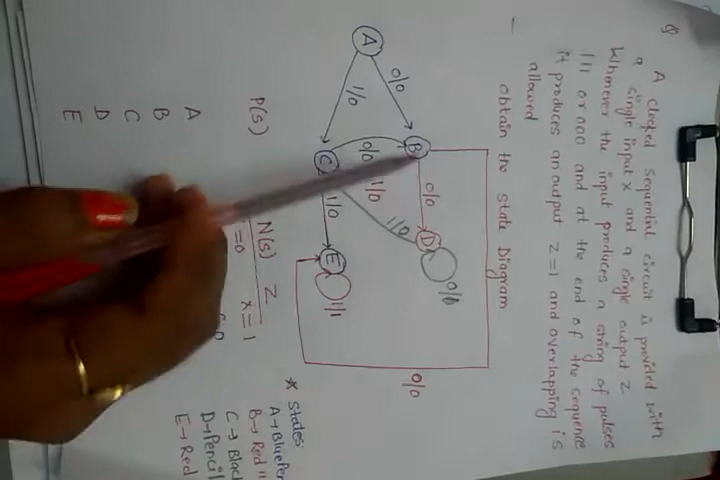 Q A Clocked Sequential circuit is provided with
a single input X and a single output Z
Whmever the input produces a string of pulses
111 or 000 and at the end of the sequence
it produces an output Z=1 and overlapping is
allowed
- Obtain the state Diagram
A
0/0
1/0
B
C
0/0
1/0
0/0
1/0
1/0
D
E
0/0
1/1
0/0
P(s)
N(s) Z
=0 X=1
A
B
C
D
E
* States:
A→BluePen
B→Red "
C→Black
D→Pencil
E→Red